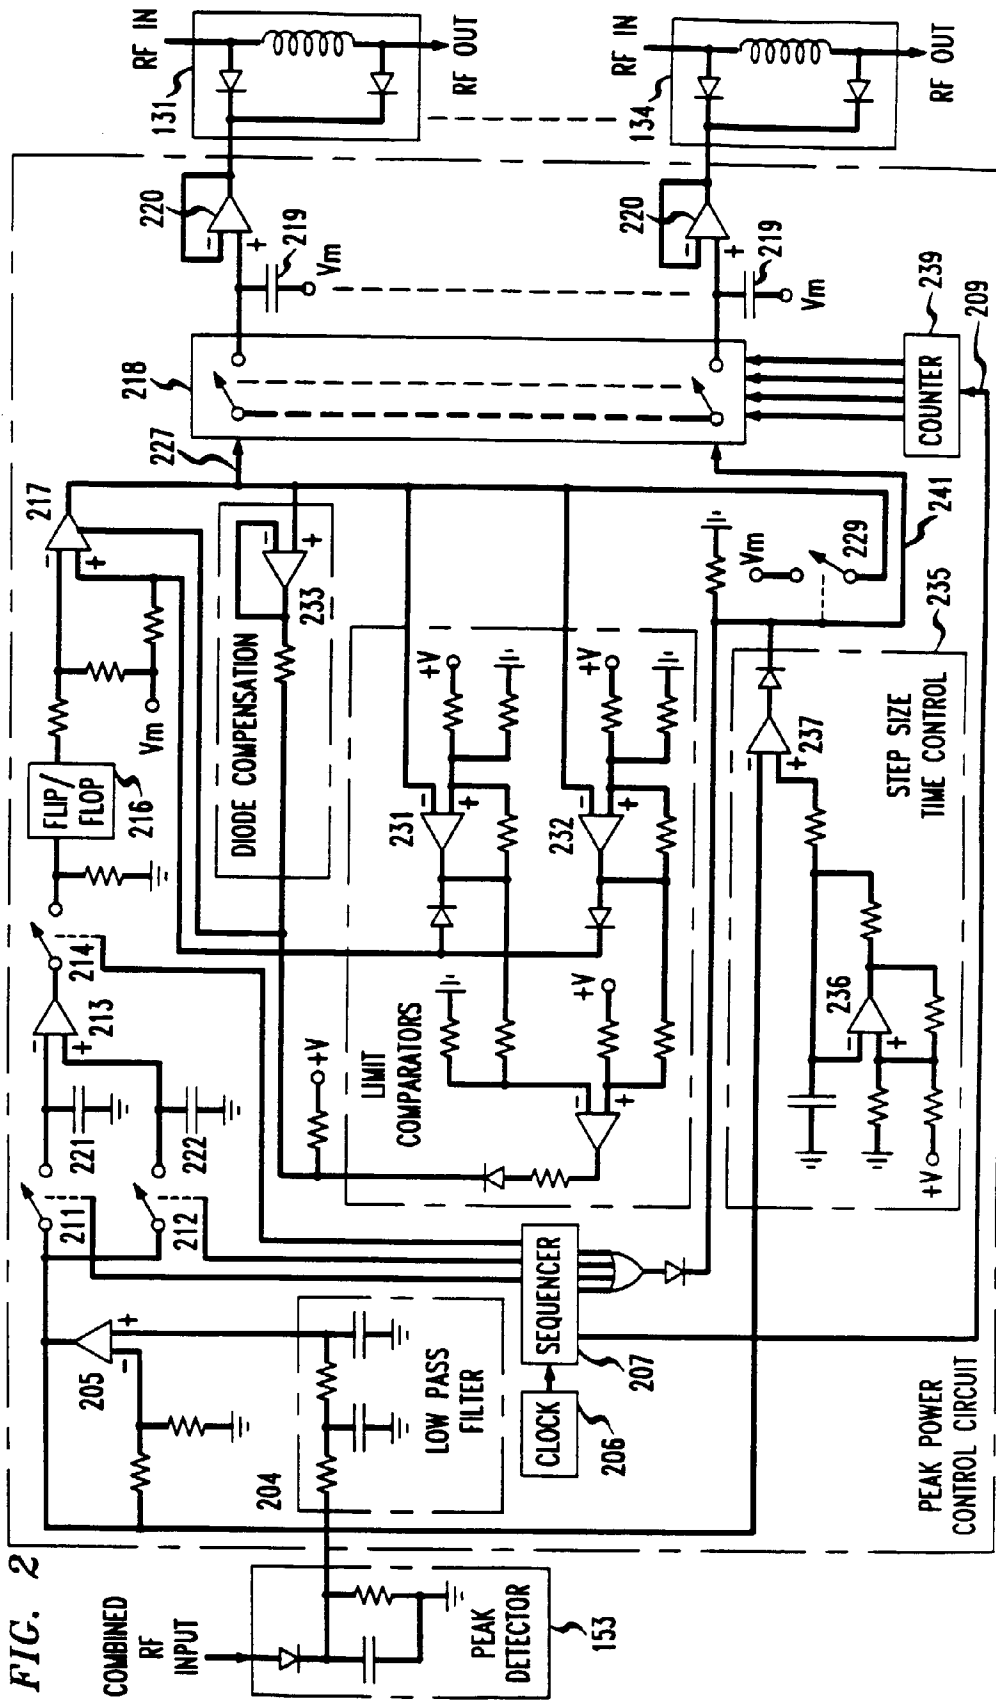 FIG. 2
COMBINED
RF
INPUT
PEAK
DETECTOR
153
204
LOW PASS
FILTER
205
+
-
211
212
221
222
213
-
+
214
FLIP/
FLOP
216
Vm
217
-
+
227
218
220
-
+
219
Vm
131
RF IN
RF OUT
220
-
+
219
Vm
134
RF IN
RF OUT
DIODE COMPENSATION
233
-
+
LIMIT
COMPARATORS
+V
231
-
+
+V
232
-
+
+V
+V
-
+
CLOCK
206
SEQUENCER
207
STEP SIZE
TIME CONTROL
235
236
-
+
+V
237
-
+
Vm
229
241
COUNTER
239
209
PEAK POWER
CONTROL CIRCUIT